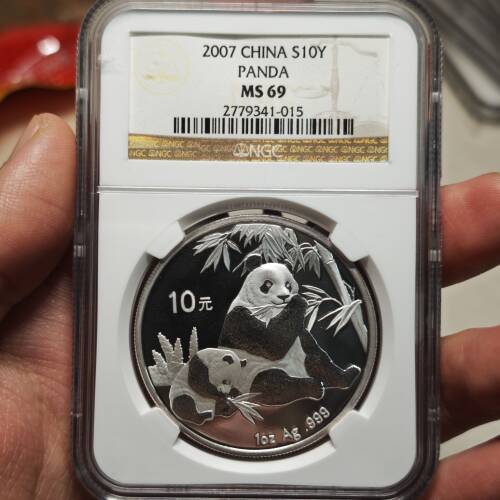 2007 CHINA S10Y
PANDA
MS 69
2779341-015
NGC
10元
1oz Ag .999